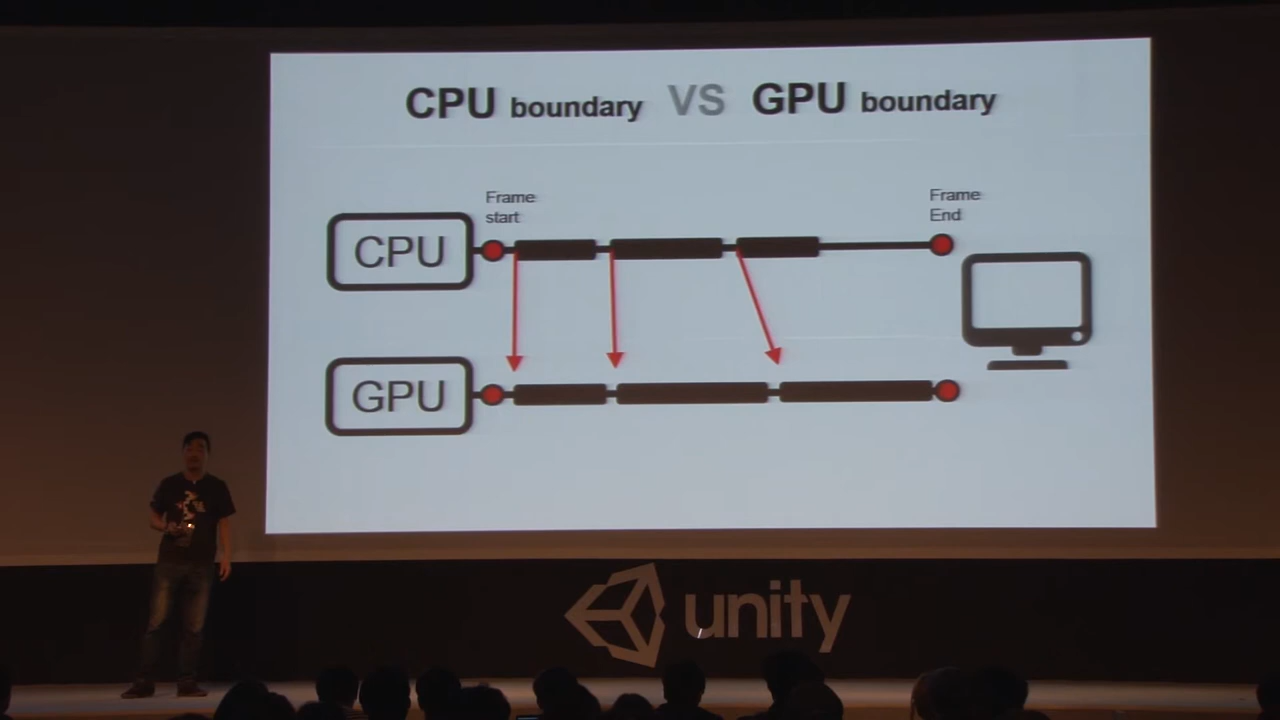 CPU boundary VS GPU boundary
Frame
start
Frame
End
CPU
GPU
unity